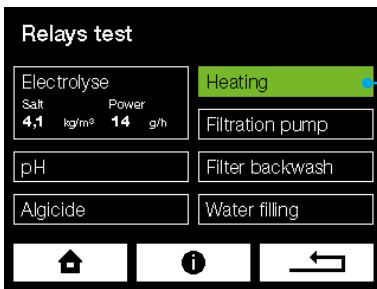 Relays test
Electrolyse
Salt Power
4,1 kg/m³ 14 g/h
pH
Algicide
Heating
Filtration pump
Filter backwash
Water filling